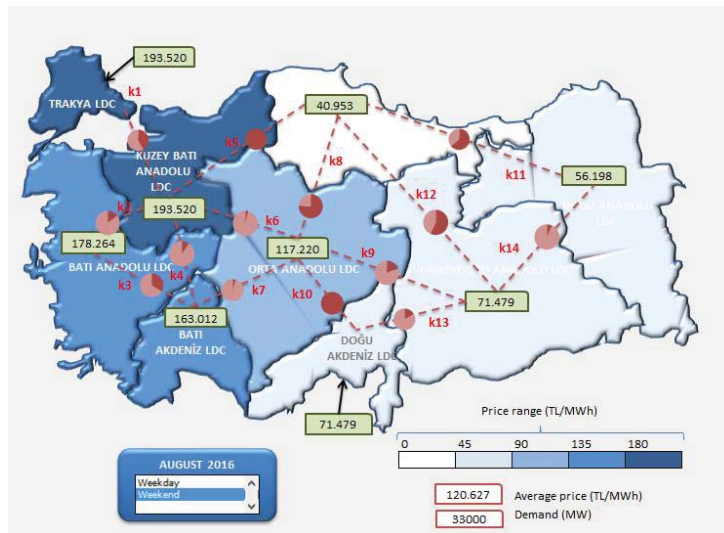 193.520
k1
TRAKYA LDC
40.953
k5
KUZEY BATI
ANADOLU
LDC
k8
k11
56.198
k12
193.520
k2
k6
178.264
117.220
k14
BATI ANADOLU LDC
ORTA ANADOLU LDC
k9
k4
k3
k7
k10
71.479
163.012
k13
BATI
AKDENİZ LDC
DOĞU
AKDENİZ LDC
71.479
Price range (TL/MWh)
0 45 90 135 180
AUGUST 2016
Weekday
Weekend
120.627 Average price (TL/MWh)
33000 Demand (MW)